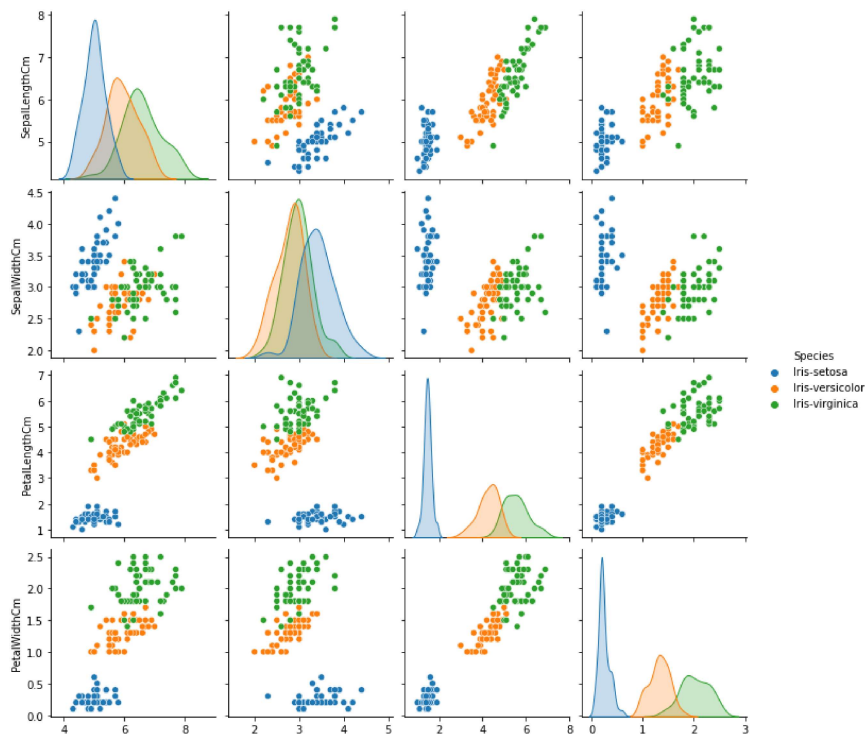 8
7
6
5
SepalLengthCm
4.5
4.0
3.5
3.0
2.5
2.0
SepalWidthCm
Species
Iris-setosa
Iris-versicolor
Iris-virginica
7
6
5
4
3
2
1
PetalLengthCm
2.5
2.0
1.5
1.0
0.5
0.0
PetalWidthCm
4 6 8 2 3 4 5 0 2 4 6 8 0 1 2 3